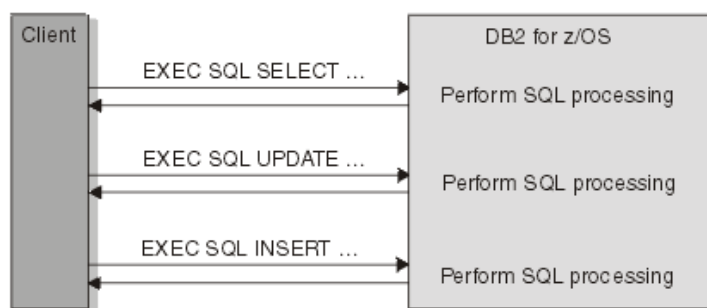 Client
DB2 for z/OS
EXEC SQL SELECT ...
Perform SQL processing
EXEC SQL UPDATE ...
Perform SQL processing
EXEC SQL INSERT ...
Perform SQL processing